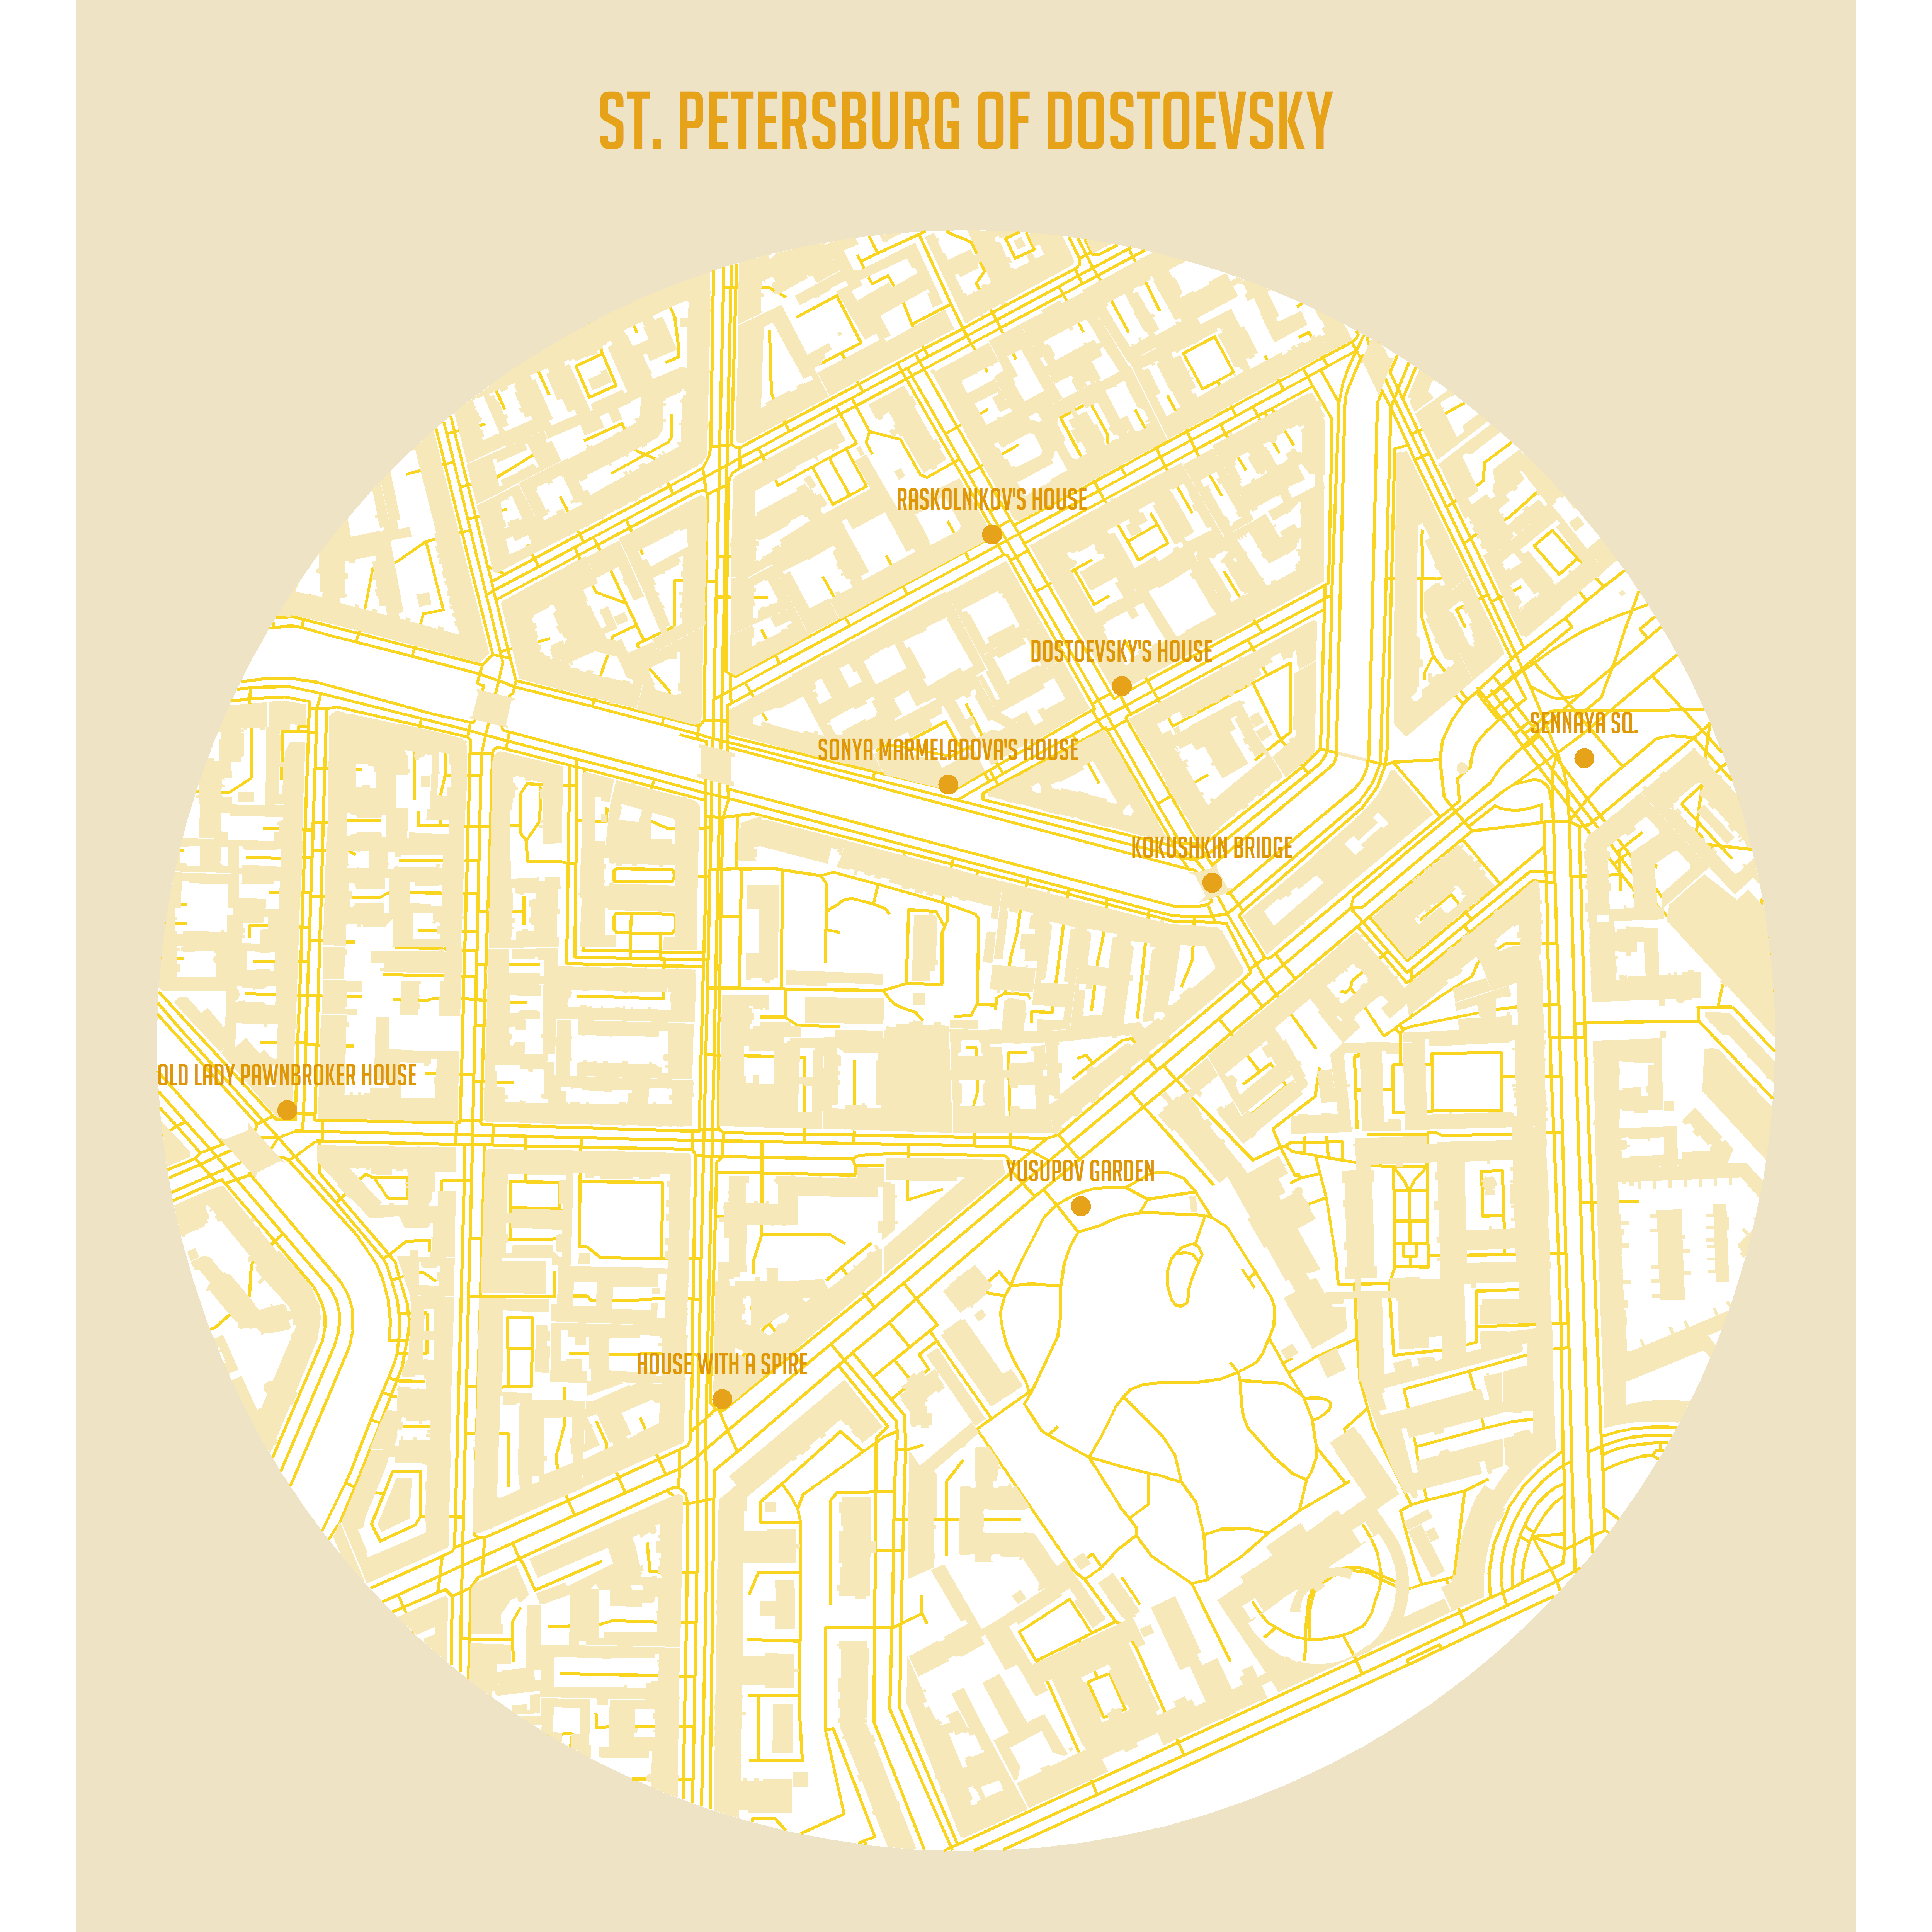 ST. PETERSBURG OF DOSTOEVSKY
RASKOLNIKOV'S HOUSE
DOSTOEVSKY'S HOUSE
SENNAYA SQ.
SONYA MARMELADOVA'S HOUSE
KOKUSHKIN BRIDGE
OLD LADY PAWNBROKER HOUSE
YUSUPOV GARDEN
HOUSE WITH A SPIRE